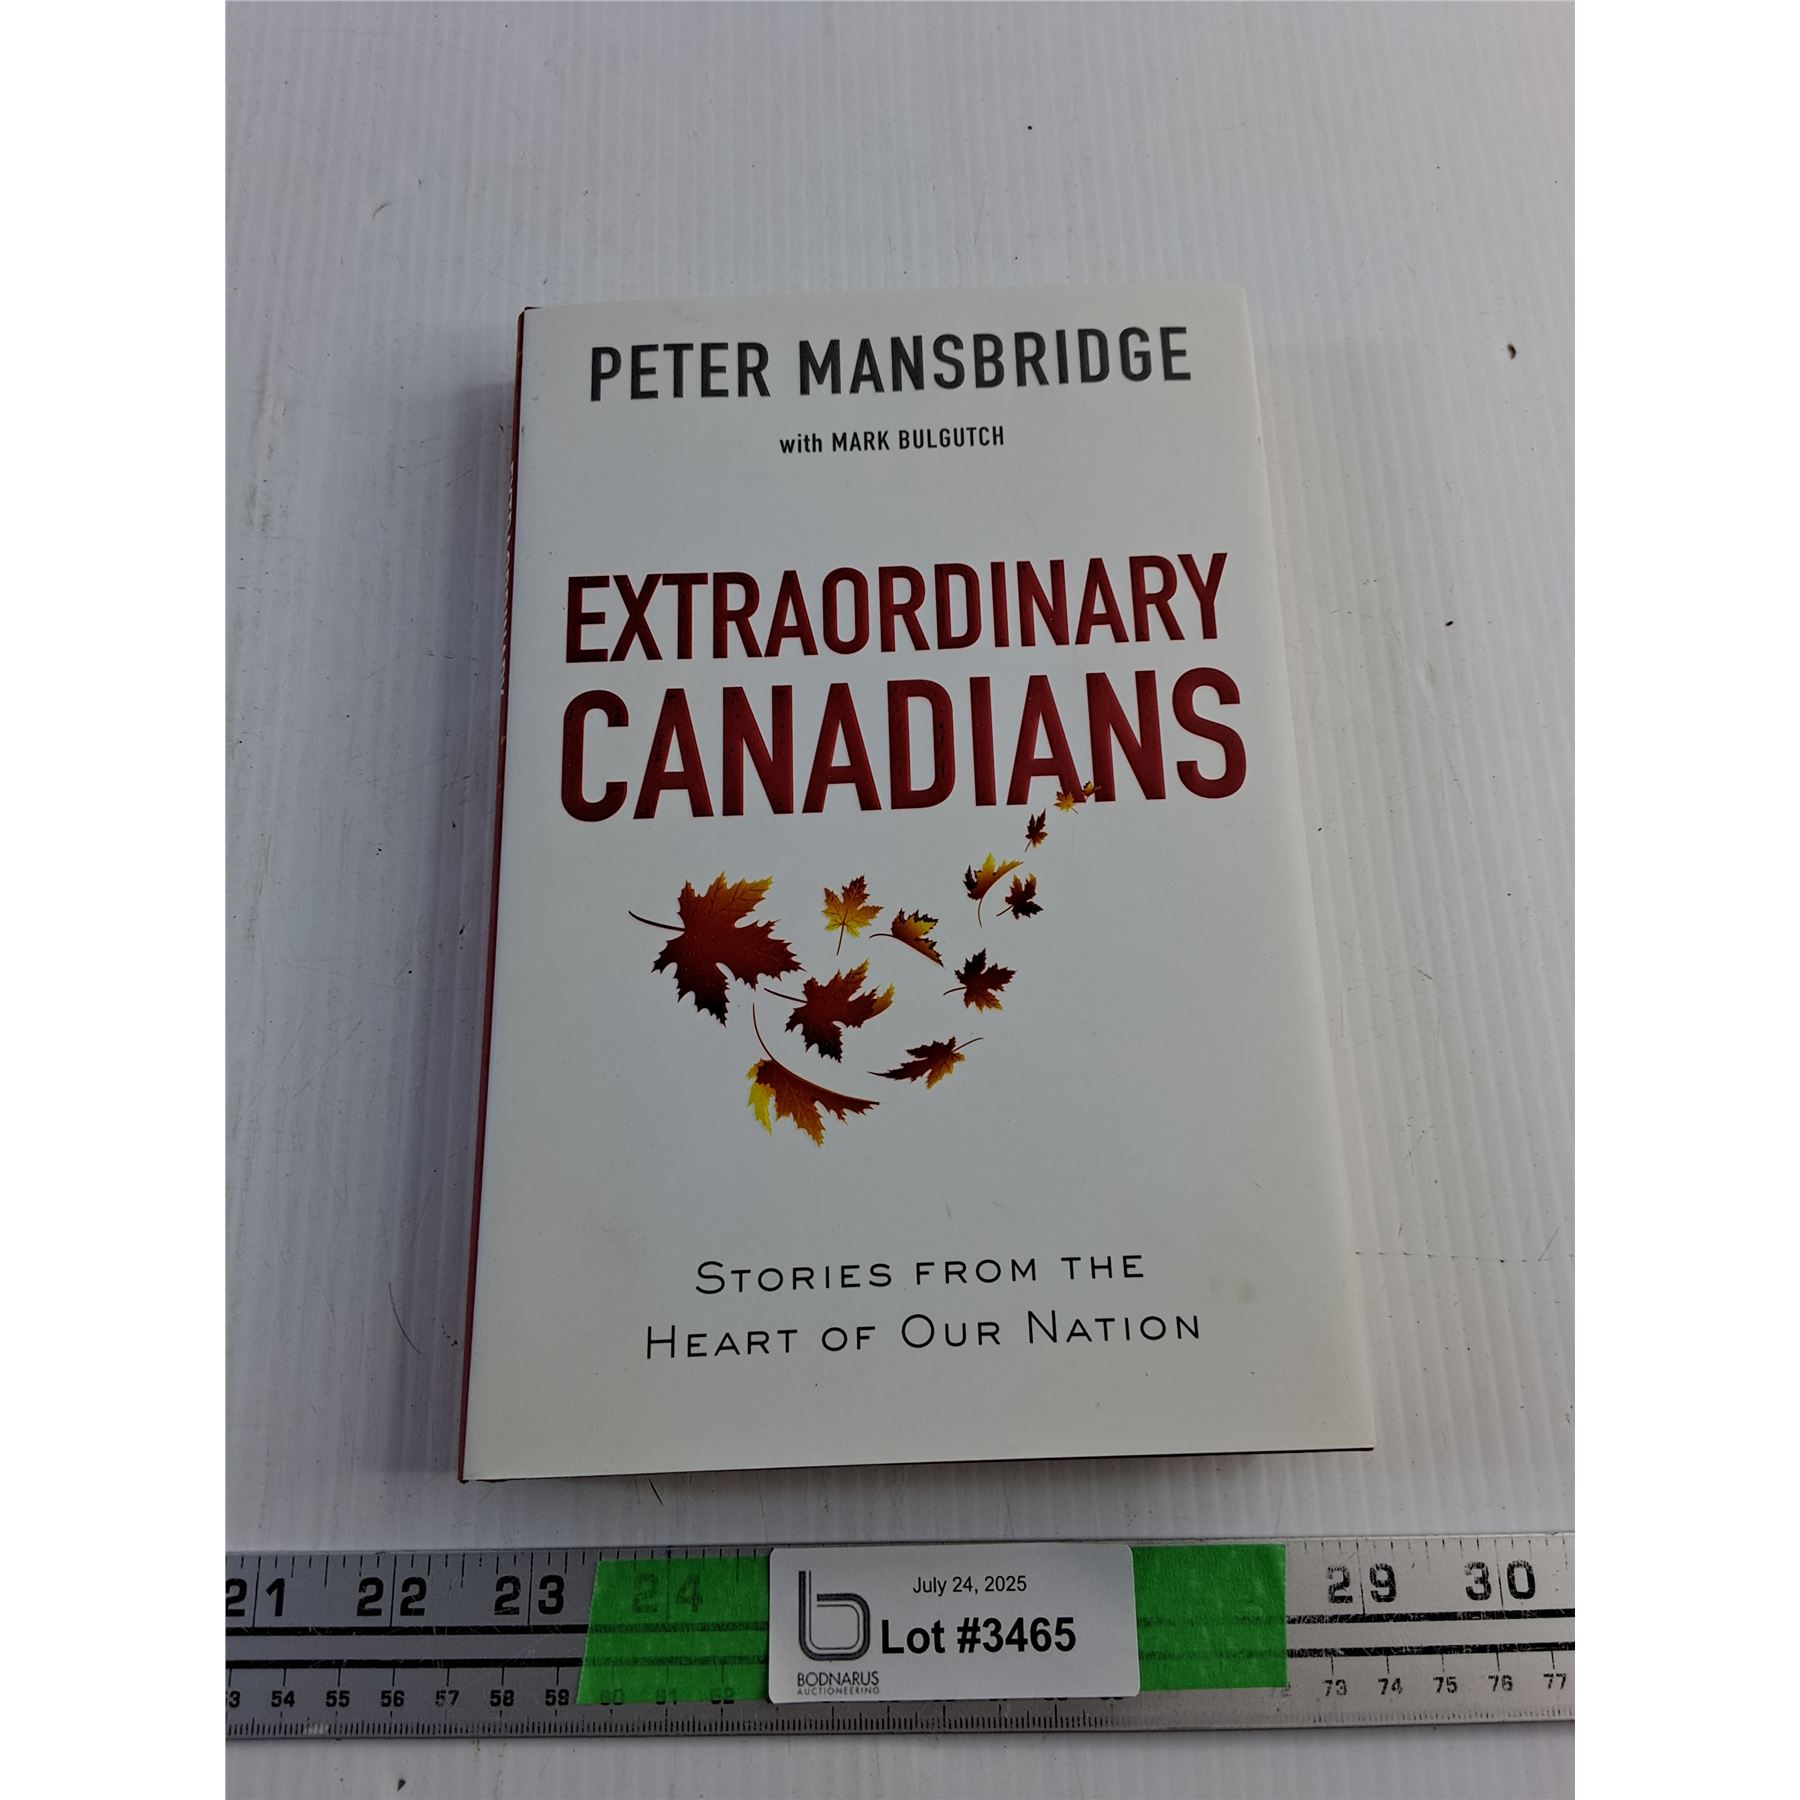 PETER MANSBRIDGE
with MARK BULGUTCH
EXTRAORDINARY
CANADIANS
STORIES FROM THE
HEART OF OUR NATION
21 22 23 24 29 30
July 24, 2025
Lot #3465
BODNARUS
AUCTIONEERING
54 55 56 57 58 59 60 61 62 73 74 75 76 77